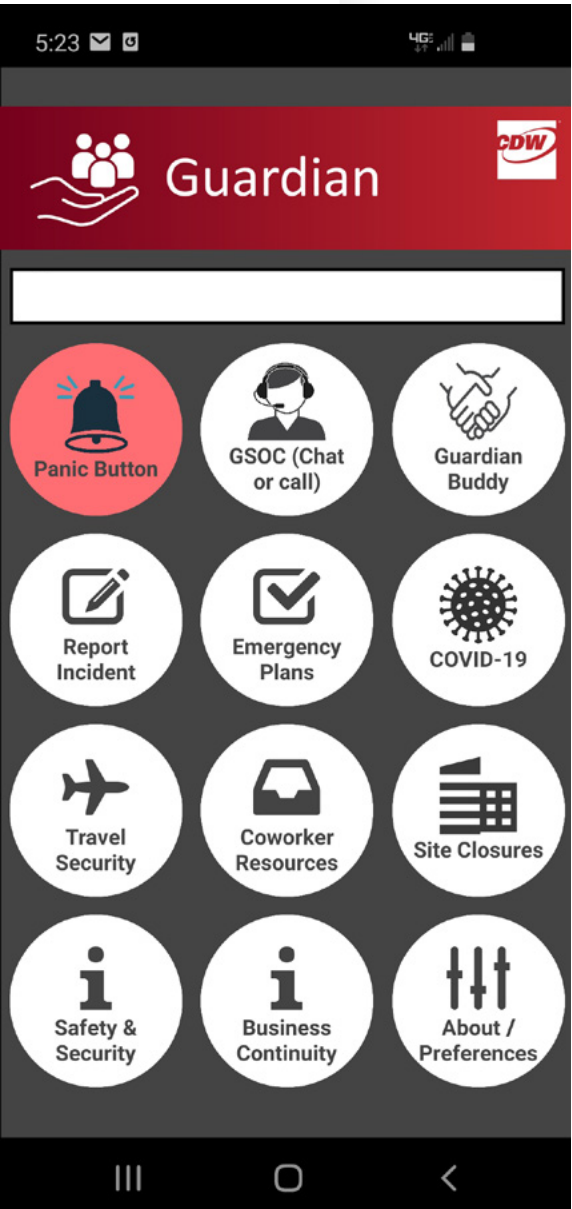 5:23
4GE
Guardian
CDW
Panic Button
GSOC (Chat
or call)
Guardian
Buddy
Report
Incident
Emergency
Plans
COVID-19
Travel
Security
Coworker
Resources
Site Closures
Safety &
Security
Business
Continuity
About /
Preferences